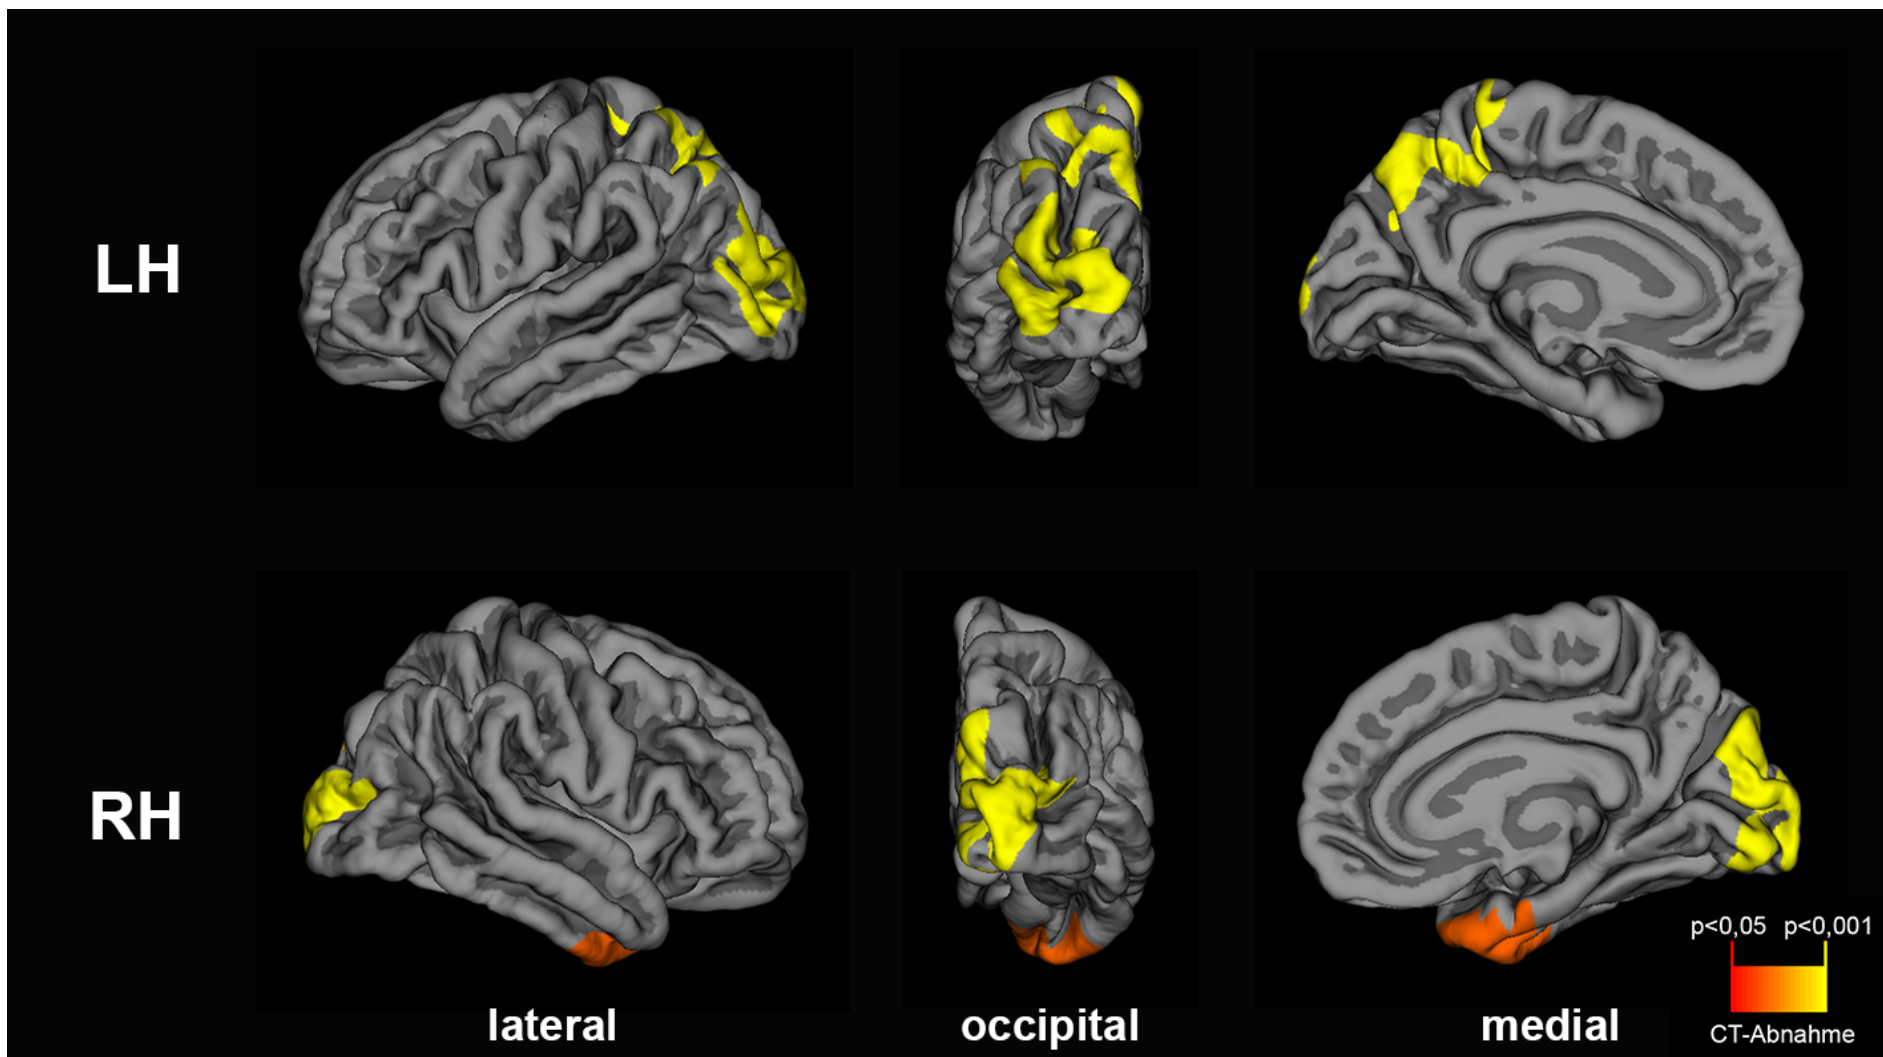 LH
RH
lateral
occipital
medial
p<0,05 p<0,001
CT-Abnahme